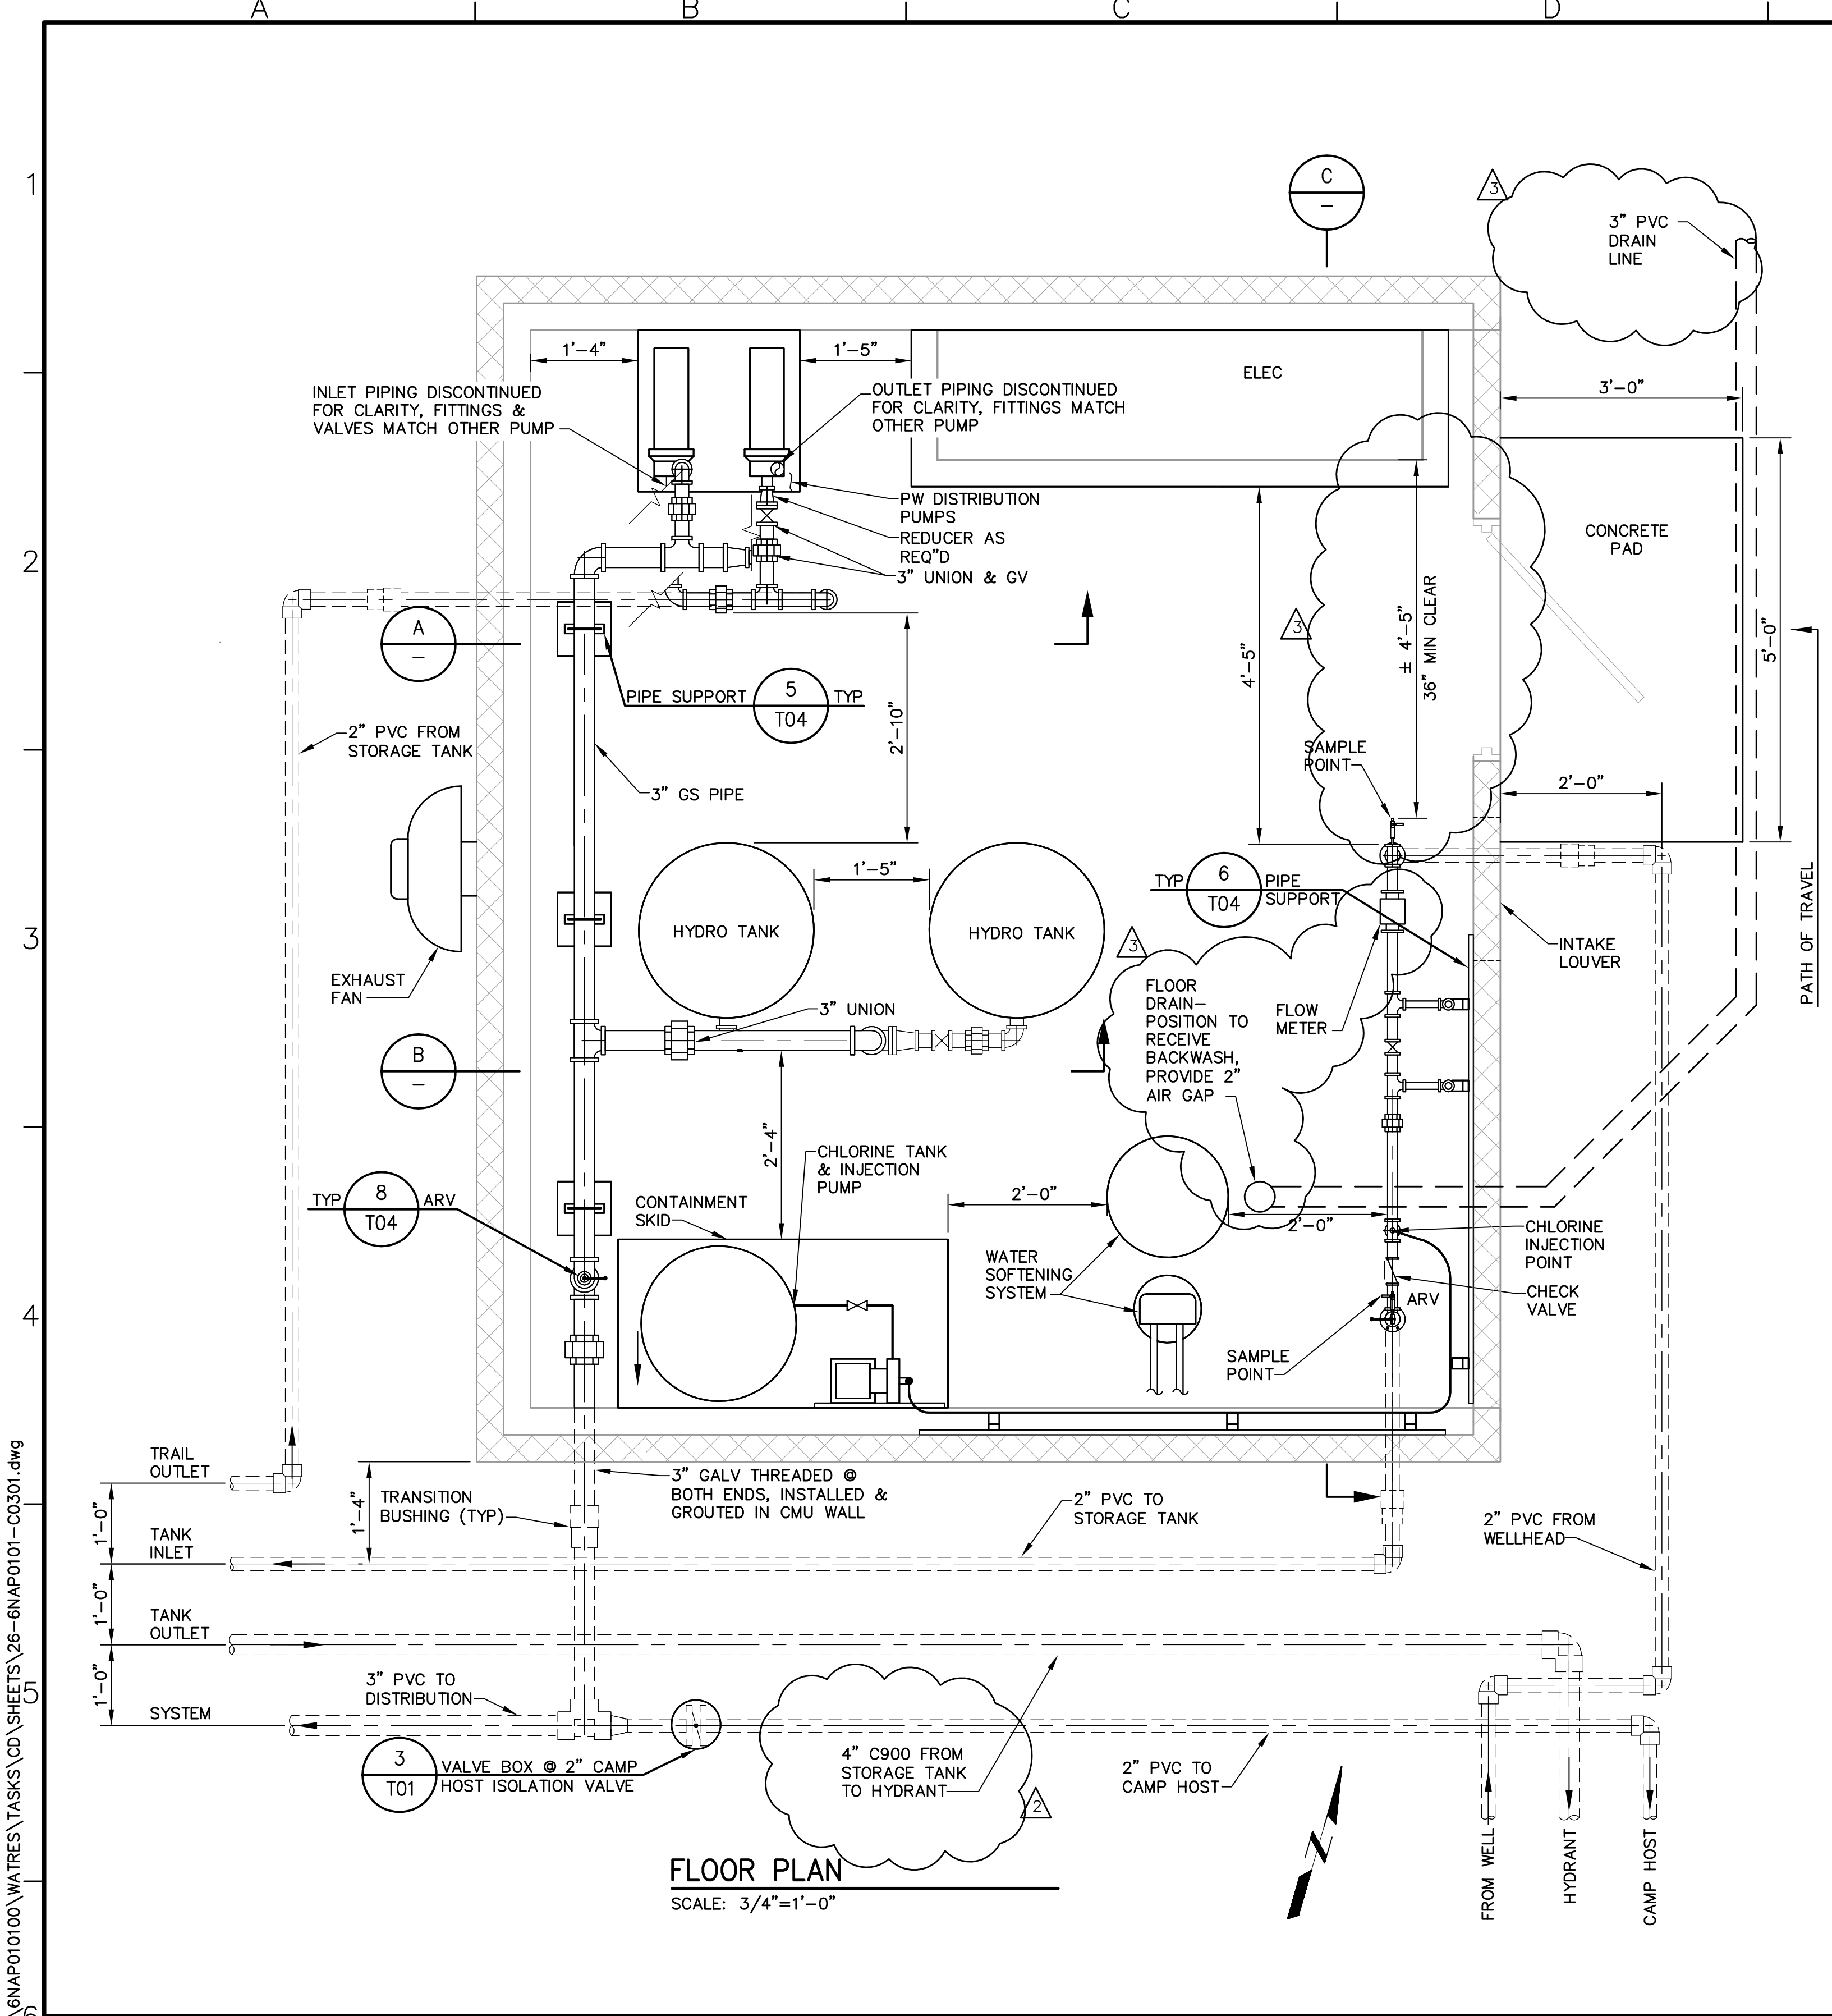 A
B
C
D
1
2
3
4
5
6
C
–
3
3" PVC
DRAIN
LINE
1'-4"
1'-5"
ELEC
3'-0"
INLET PIPING DISCONTINUED
FOR CLARITY, FITTINGS &
VALVES MATCH OTHER PUMP
OUTLET PIPING DISCONTINUED
FOR CLARITY, FITTINGS MATCH
OTHER PUMP
PW DISTRIBUTION
PUMPS
REDUCER AS
REQ"D
3" UNION & GV
CONCRETE
PAD
A
–
3
4'-5"
± 4'-5"
36" MIN CLEAR
5'-0"
PIPE SUPPORT
5
T04
TYP
2'-10"
2" PVC FROM
STORAGE TANK
3" GS PIPE
SAMPLE
POINT
2'-0"
1'-5"
TYP
6
T04
PIPE
SUPPORT
HYDRO TANK
HYDRO TANK
3
INTAKE
LOUVER
PATH OF TRAVEL
EXHAUST
FAN
3" UNION
FLOOR
DRAIN–
POSITION TO
RECEIVE
BACKWASH,
PROVIDE 2"
AIR GAP
FLOW
METER
B
–
2'-4"
CHLORINE TANK
& INJECTION
PUMP
TYP
8
T04
ARV
CONTAINMENT
SKID
2'-0"
2'-0"
CHLORINE
INJECTION
POINT
WATER
SOFTENING
SYSTEM
CHECK
VALVE
ARV
SAMPLE
POINT
TRAIL
OUTLET
1'-4"
TRANSITION
BUSHING (TYP)
3" GALV THREADED @
BOTH ENDS, INSTALLED &
GROUTED IN CMU WALL
2" PVC TO
STORAGE TANK
2" PVC FROM
WELLHEAD
1'-0"
TANK
INLET
1'-0"
TANK
OUTLET
1'-0"
3" PVC TO
DISTRIBUTION
SYSTEM
3
T01
VALVE BOX @ 2" CAMP
HOST ISOLATION VALVE
4" C900 FROM
STORAGE TANK
TO HYDRANT
2
2" PVC TO
CAMP HOST
N
FROM WELL
HYDRANT
CAMP HOST
FLOOR PLAN
SCALE: 3/4"=1'-0"
\6NAP010100\WATRES\TASKS\CD\SHEETS\26-6NAP0101-C0301.dwg